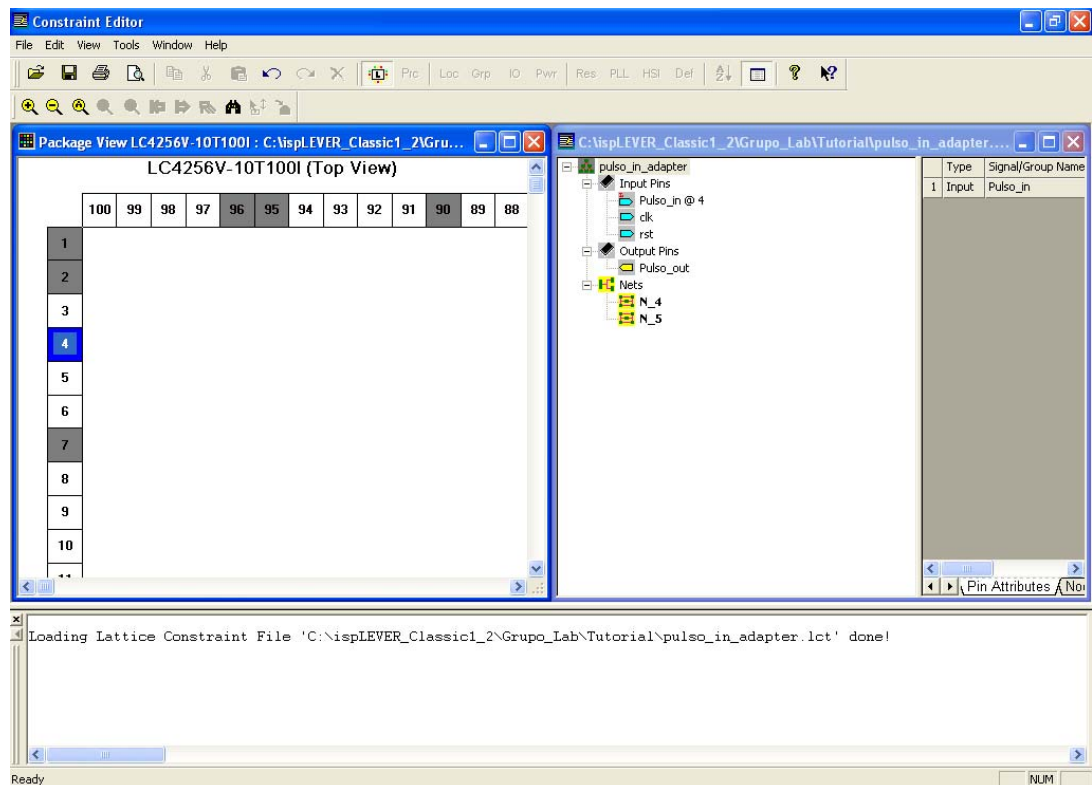 Constraint Editor
File Edit View Tools Window Help
Prc Loc Grp IO Pwr Res PLL HSI Def
Package View LC4256V-10T100I : C:\ispLEVER_Classic1_2\Gru...
LC4256V-10T100I (Top View)
100 99 98 97 96 95 94 93 92 91 90 89 88
1
2
3
4
5
6
7
8
9
10
11
C:\ispLEVER_Classic1_2\Grupo_Lab\Tutorial\pulso_in_adapter....
pulso_in_adapter
Input Pins
Pulso_in @ 4
clk
rst
Output Pins
Pulso_out
Nets
N_4
N_5
Type Signal/Group Name
1 Input Pulso_in
Pin Attributes
Loading Lattice Constraint File 'C:\ispLEVER_Classic1_2\Grupo_Lab\Tutorial\pulso_in_adapter.lct' done!
Ready
NUM